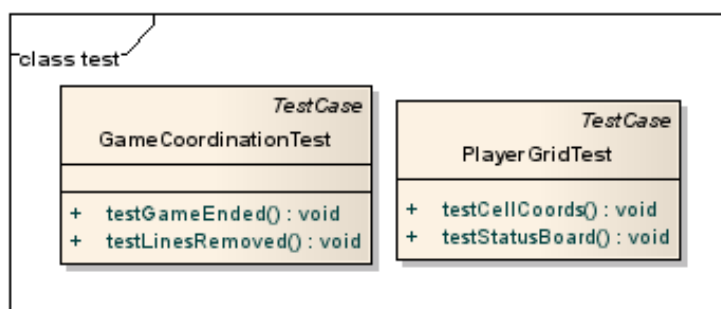 class test
TestCase
GameCoordinationTest
+ testGameEnded() : void
+ testLinesRemoved() : void
TestCase
PlayerGridTest
+ testCellCoords() : void
+ testStatusBoard() : void